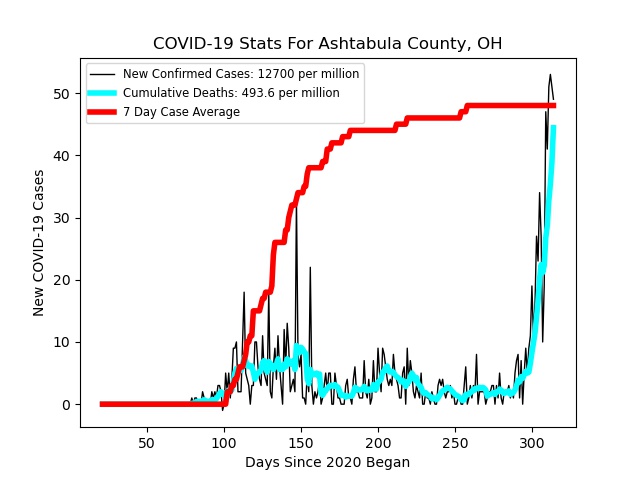 COVID-19 Stats For Ashtabula County, OH
New Confirmed Cases: 12700 per million
Cumulative Deaths: 493.6 per million
7 Day Case Average
New COVID-19 Cases
50
40
30
20
10
0
50 100 150 200 250 300
Days Since 2020 Began